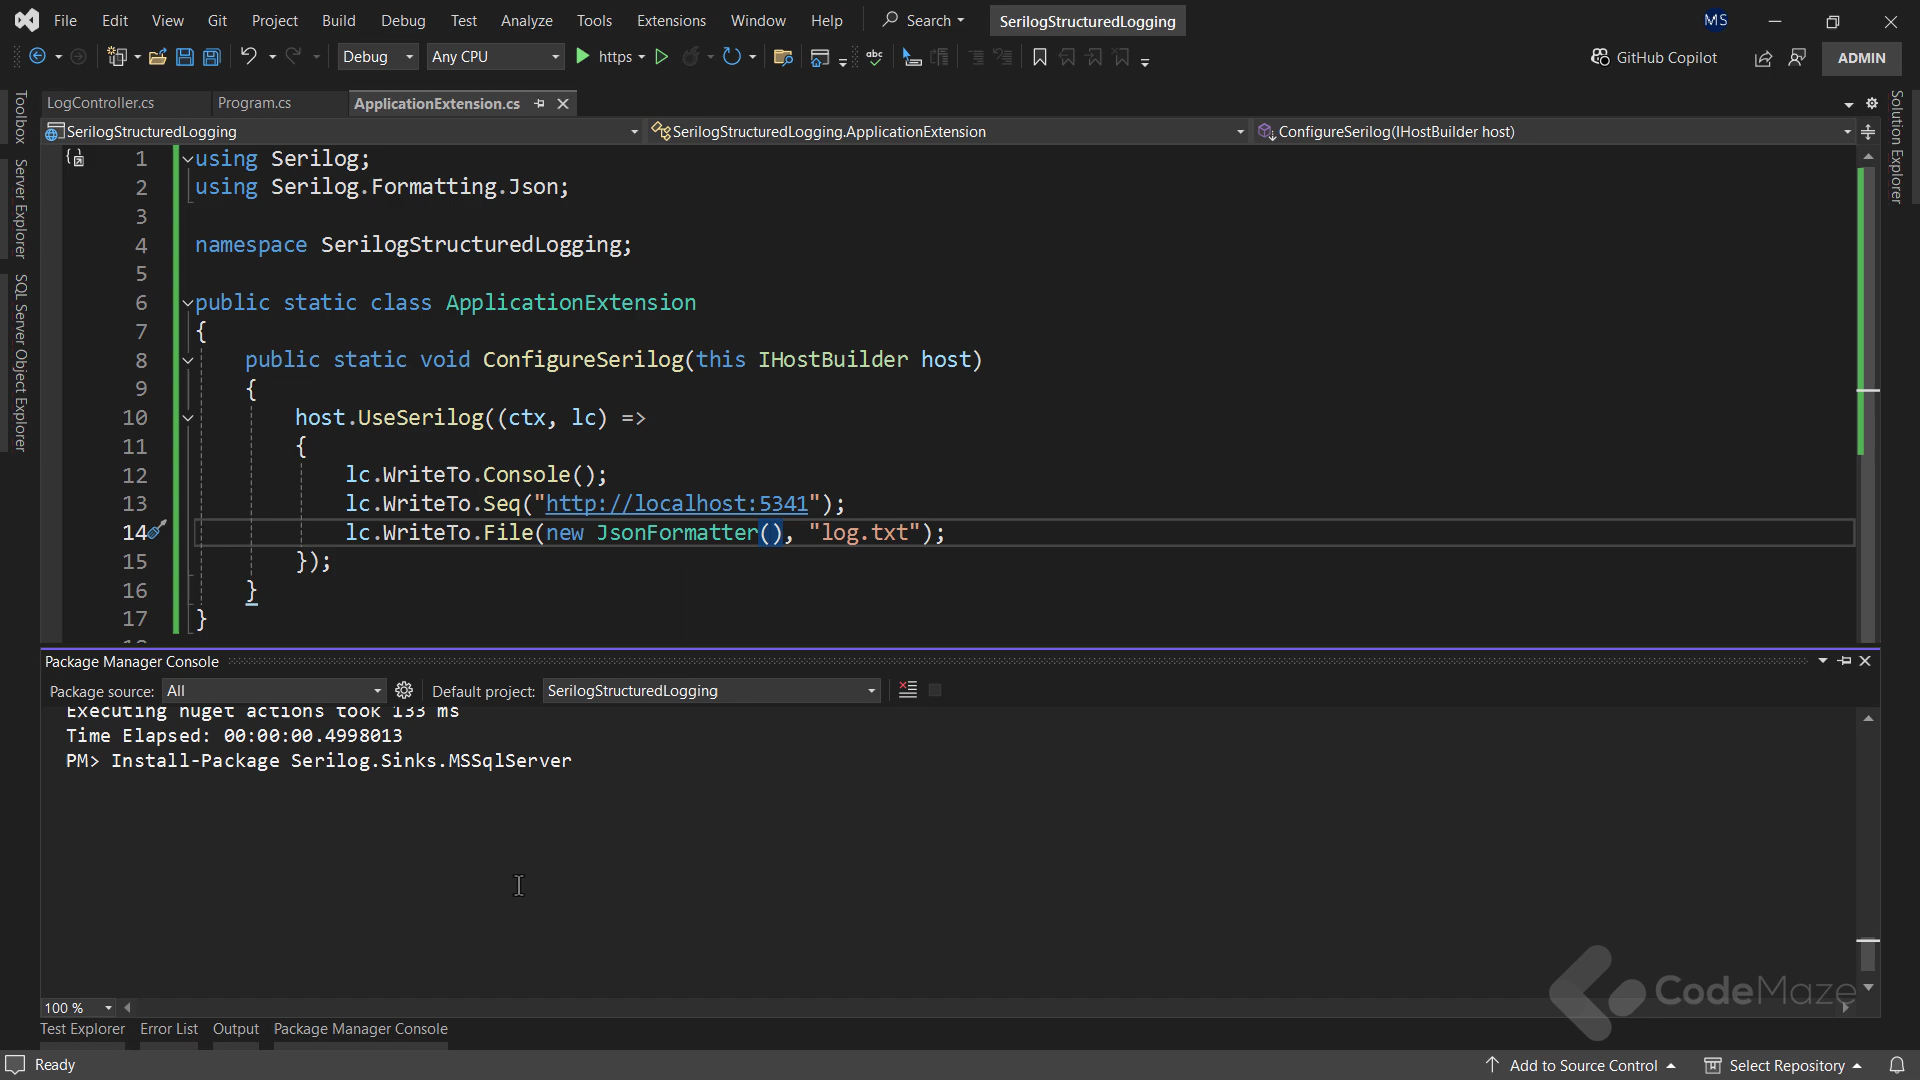 File Edit View Git Project Build Debug Test Analyze Tools Extensions Window Help Search SerilogStructuredLogging MS
Debug Any CPU https abc GitHub Copilot ADMIN
LogController.cs Program.cs ApplicationExtension.cs
SerilogStructuredLogging SerilogStructuredLogging.ApplicationExtension ConfigureSerilog(IHostBuilder host)
Toolbox
Server Explorer
SQL Server Object Explorer
Solution Explorer
1 using Serilog;
2 using Serilog.Formatting.Json;
3
4 namespace SerilogStructuredLogging;
5
6 public static class ApplicationExtension
7 {
8 public static void ConfigureSerilog(this IHostBuilder host)
9 {
10 host.UseSerilog((ctx, lc) =>
11 {
12 lc.WriteTo.Console();
13 lc.WriteTo.Seq("http://localhost:5341");
14 lc.WriteTo.File(new JsonFormatter(), "log.txt");
15 });
16 }
17 }
Package Manager Console
Package source: All Default project: SerilogStructuredLogging
Executing nuget actions took 133 ms
Time Elapsed: 00:00:00.4998013
PM> Install-Package Serilog.Sinks.MSSqlServer
CodeMaze
100 %
Test Explorer Error List Output Package Manager Console
Ready Add to Source Control Select Repository